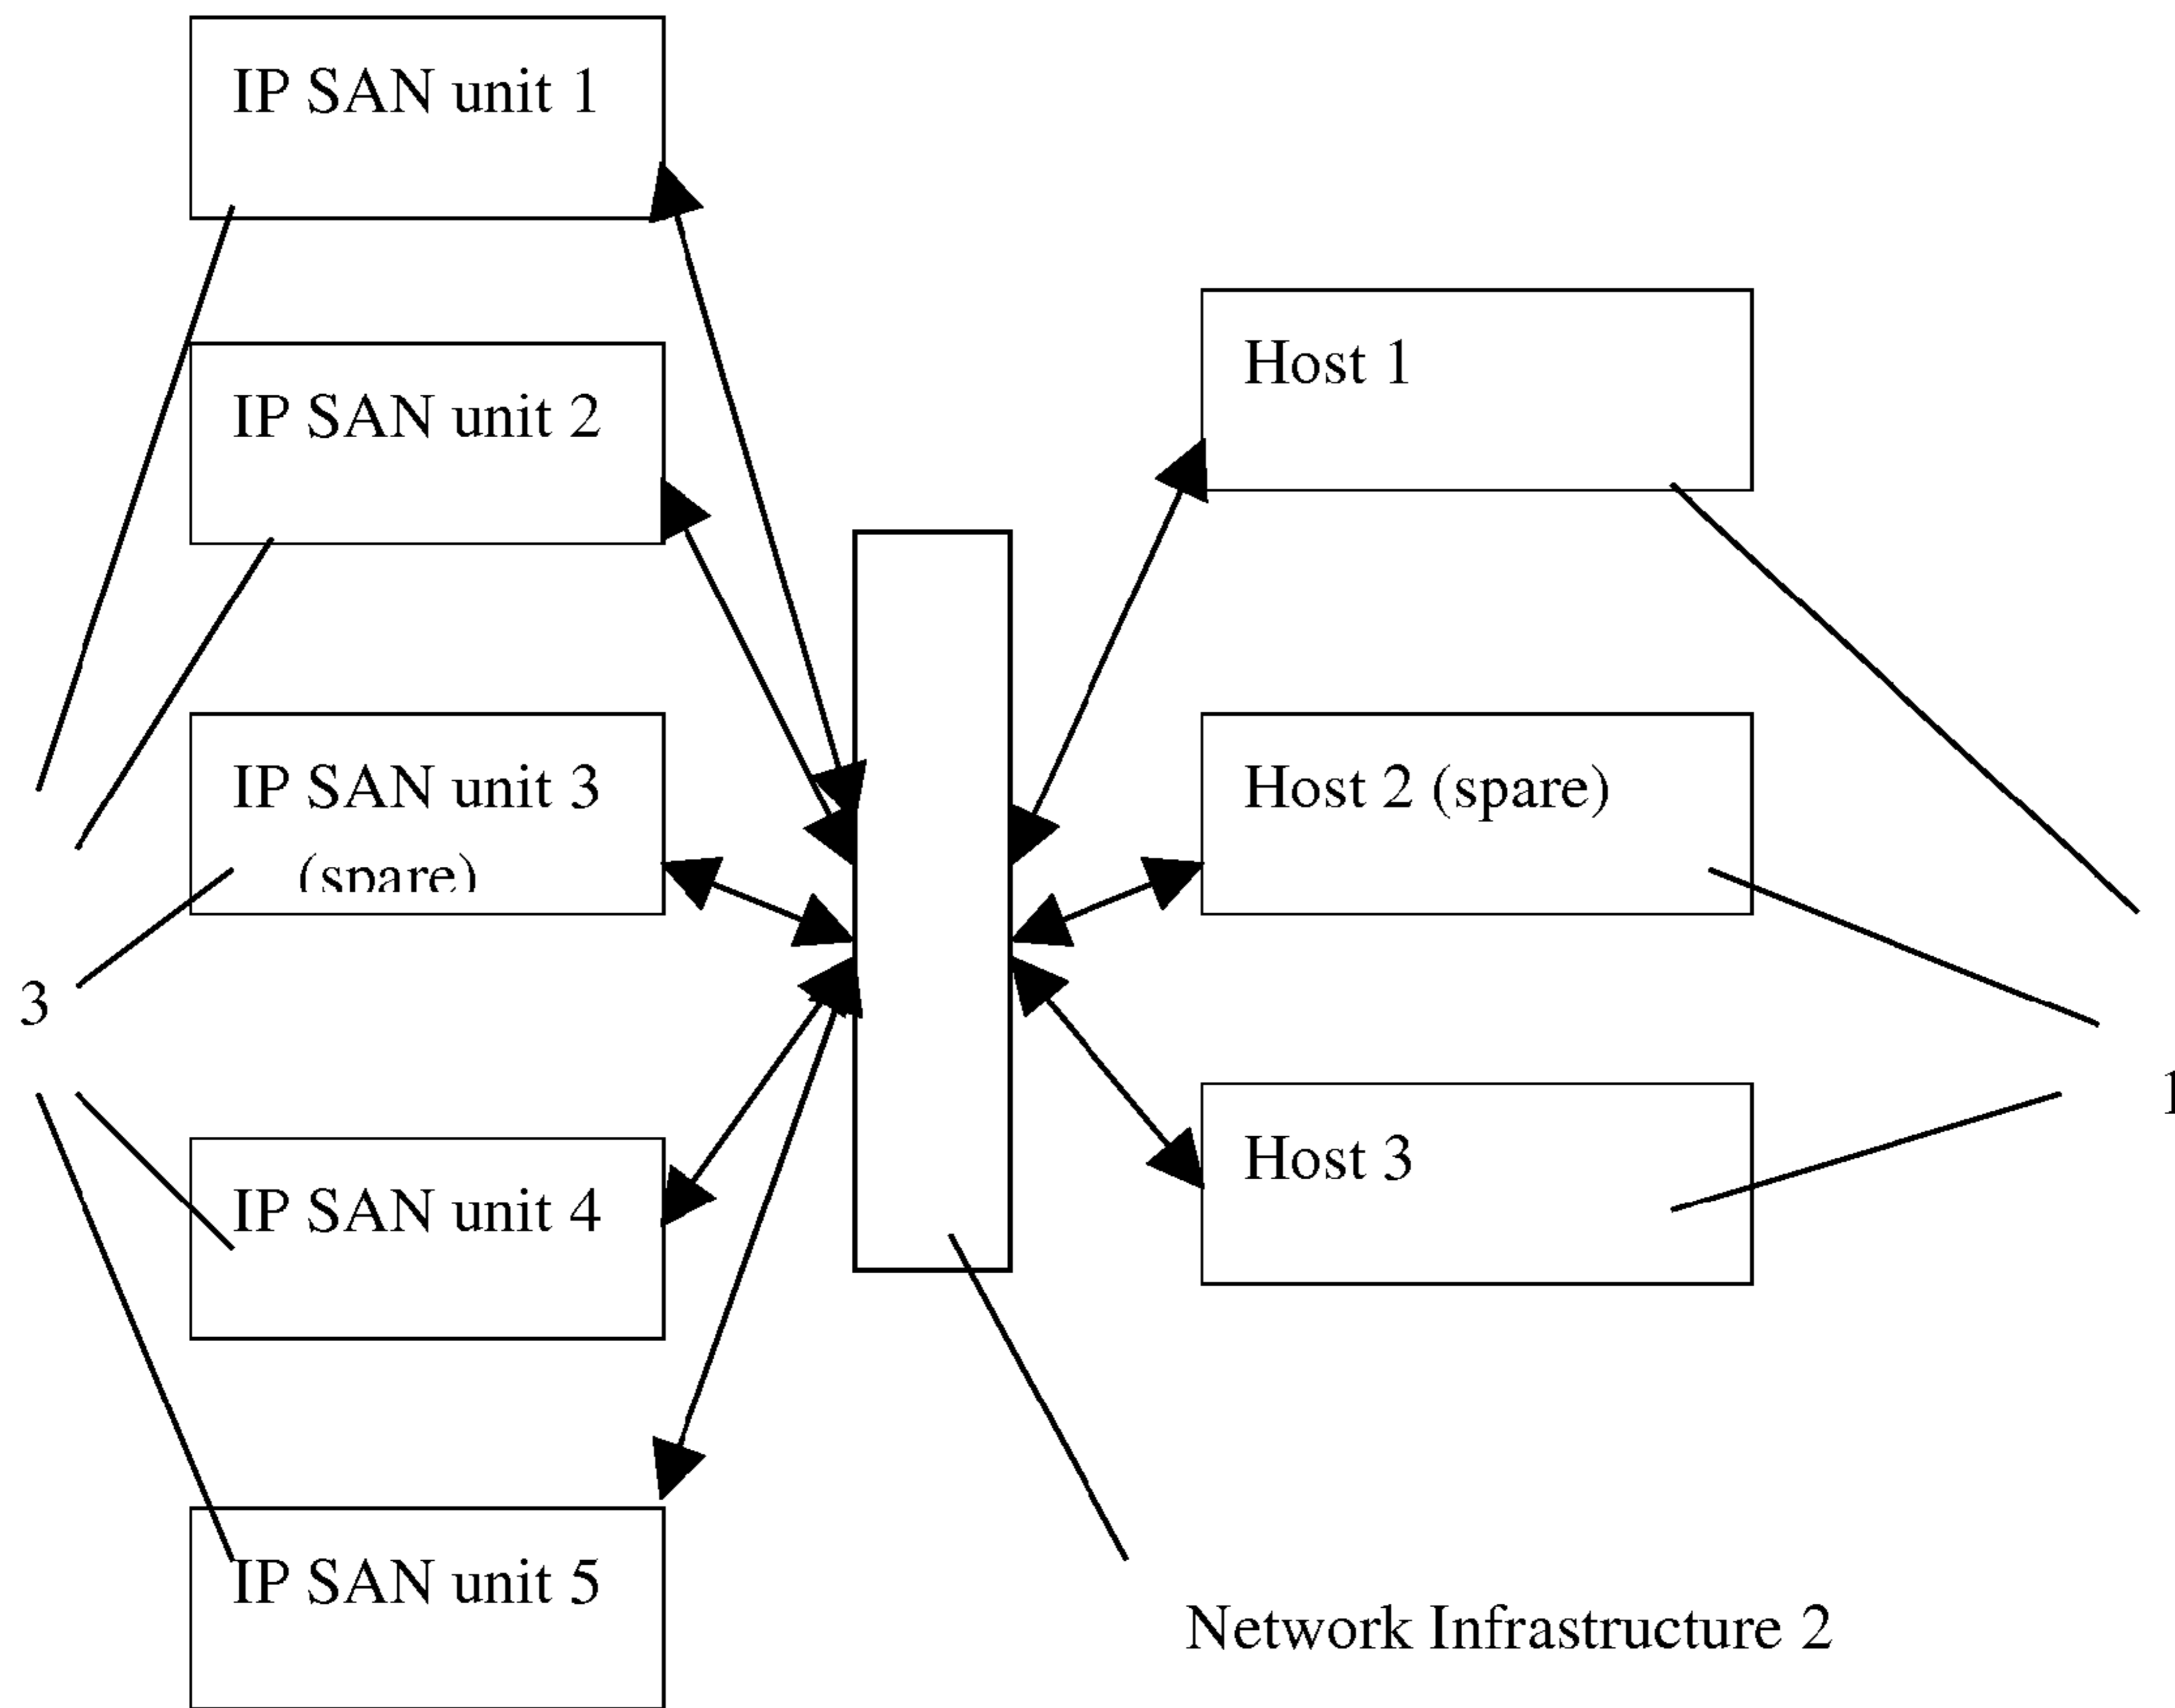 IP SAN unit 1
IP SAN unit 2
IP SAN unit 3
(spare)
3
IP SAN unit 4
IP SAN unit 5
Host 1
Host 2 (spare)
Host 3
1
Network Infrastructure 2